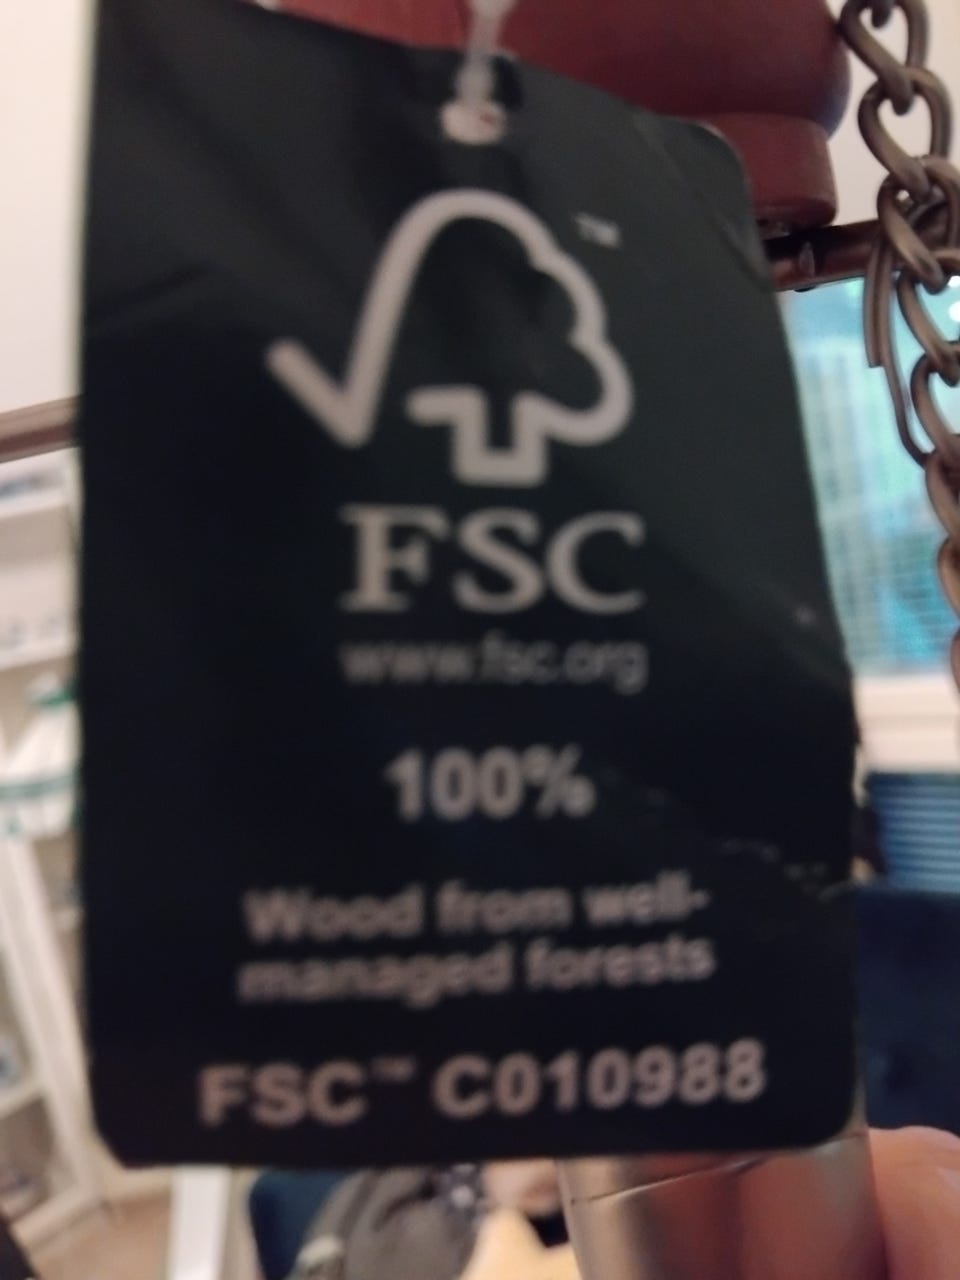 ™
FSC
www.fsc.org
100%
Wood from well-
managed forests
FSC™ C010988